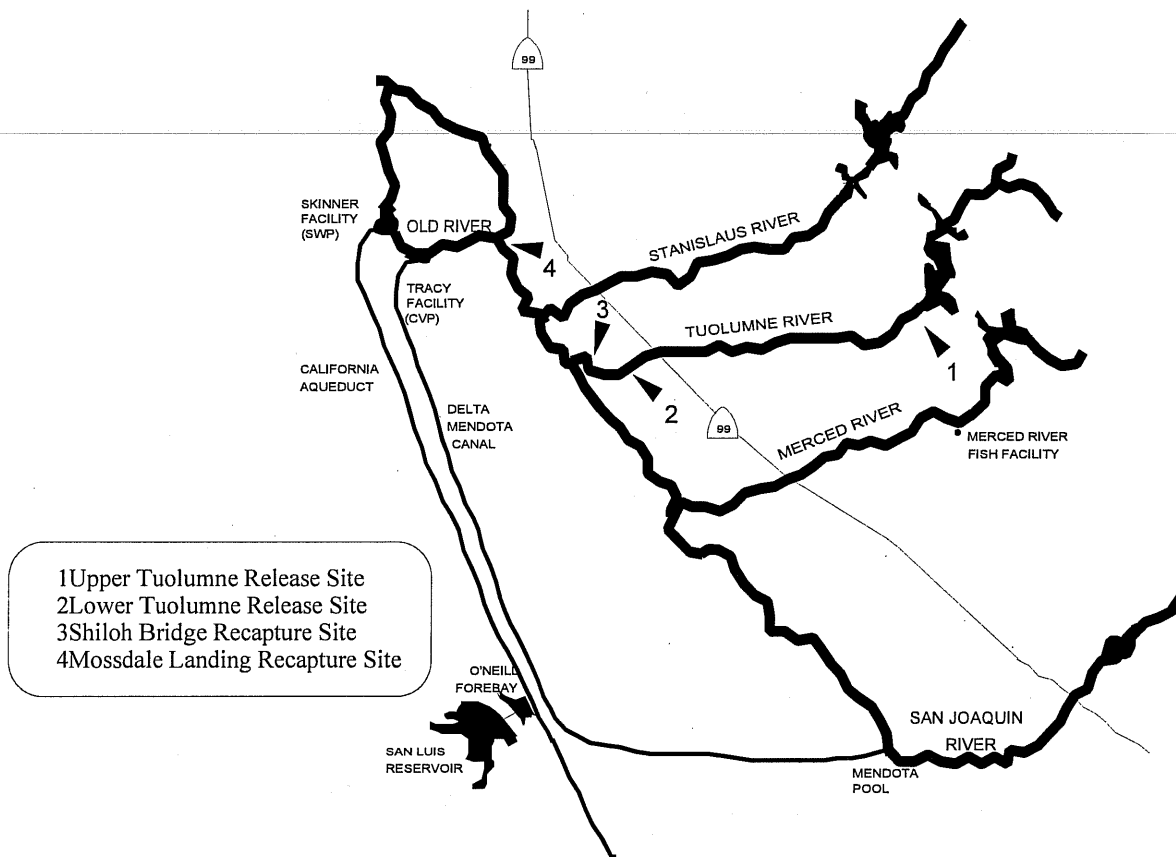 99
SKINNER
FACILITY
(SWP)
OLD RIVER
STANISLAUS RIVER
4
TRACY
FACILITY
(CVP)
3
TUOLUMNE RIVER
CALIFORNIA
AQUEDUCT
1
2
DELTA
MENDOTA
CANAL
99
MERCED RIVER
MERCED RIVER
FISH FACILITY
1Upper Tuolumne Release Site
2Lower Tuolumne Release Site
3Shiloh Bridge Recapture Site
4Mossdale Landing Recapture Site
O'NEILL
FOREBAY
SAN LUIS
RESERVOIR
SAN JOAQUIN
RIVER
MENDOTA
POOL